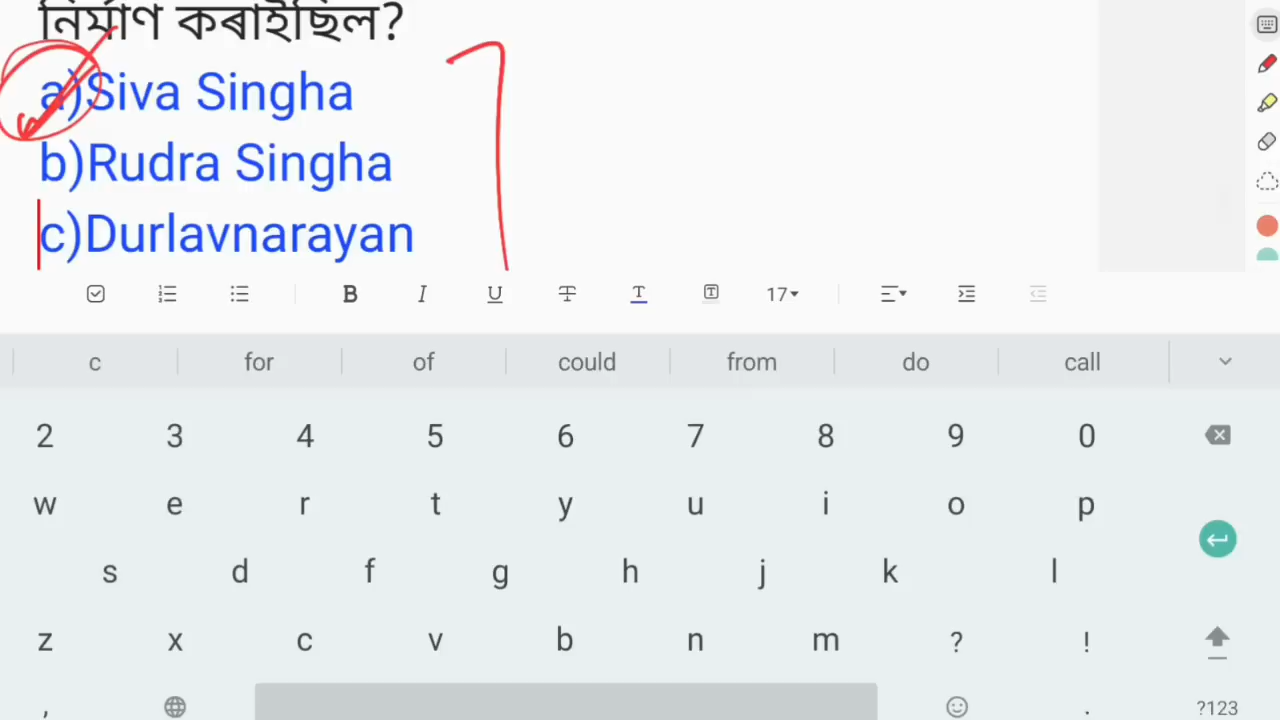 নিৰ্মাণ কৰাইছিল?
a)Siva Singha
b)Rudra Singha
c)Durlavnarayan
B I U T T T 17
c for of could from do call
2 3 4 5 6 7 8 9 0
w e r t y u i o p
s d f g h j k l
z x c v b n m ? !
, . ?123